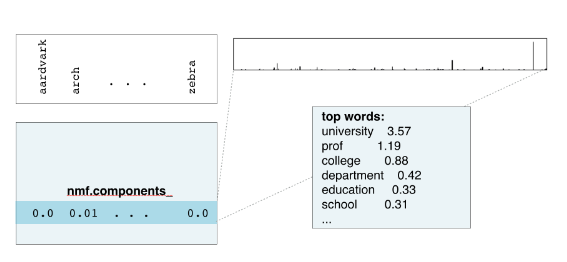 aardvark
arch
. . .
zebra
nmf.components_
0.0 0.01 . . . 0.0
top words:
university 3.57
prof 1.19
college 0.88
department 0.42
education 0.33
school 0.31
...